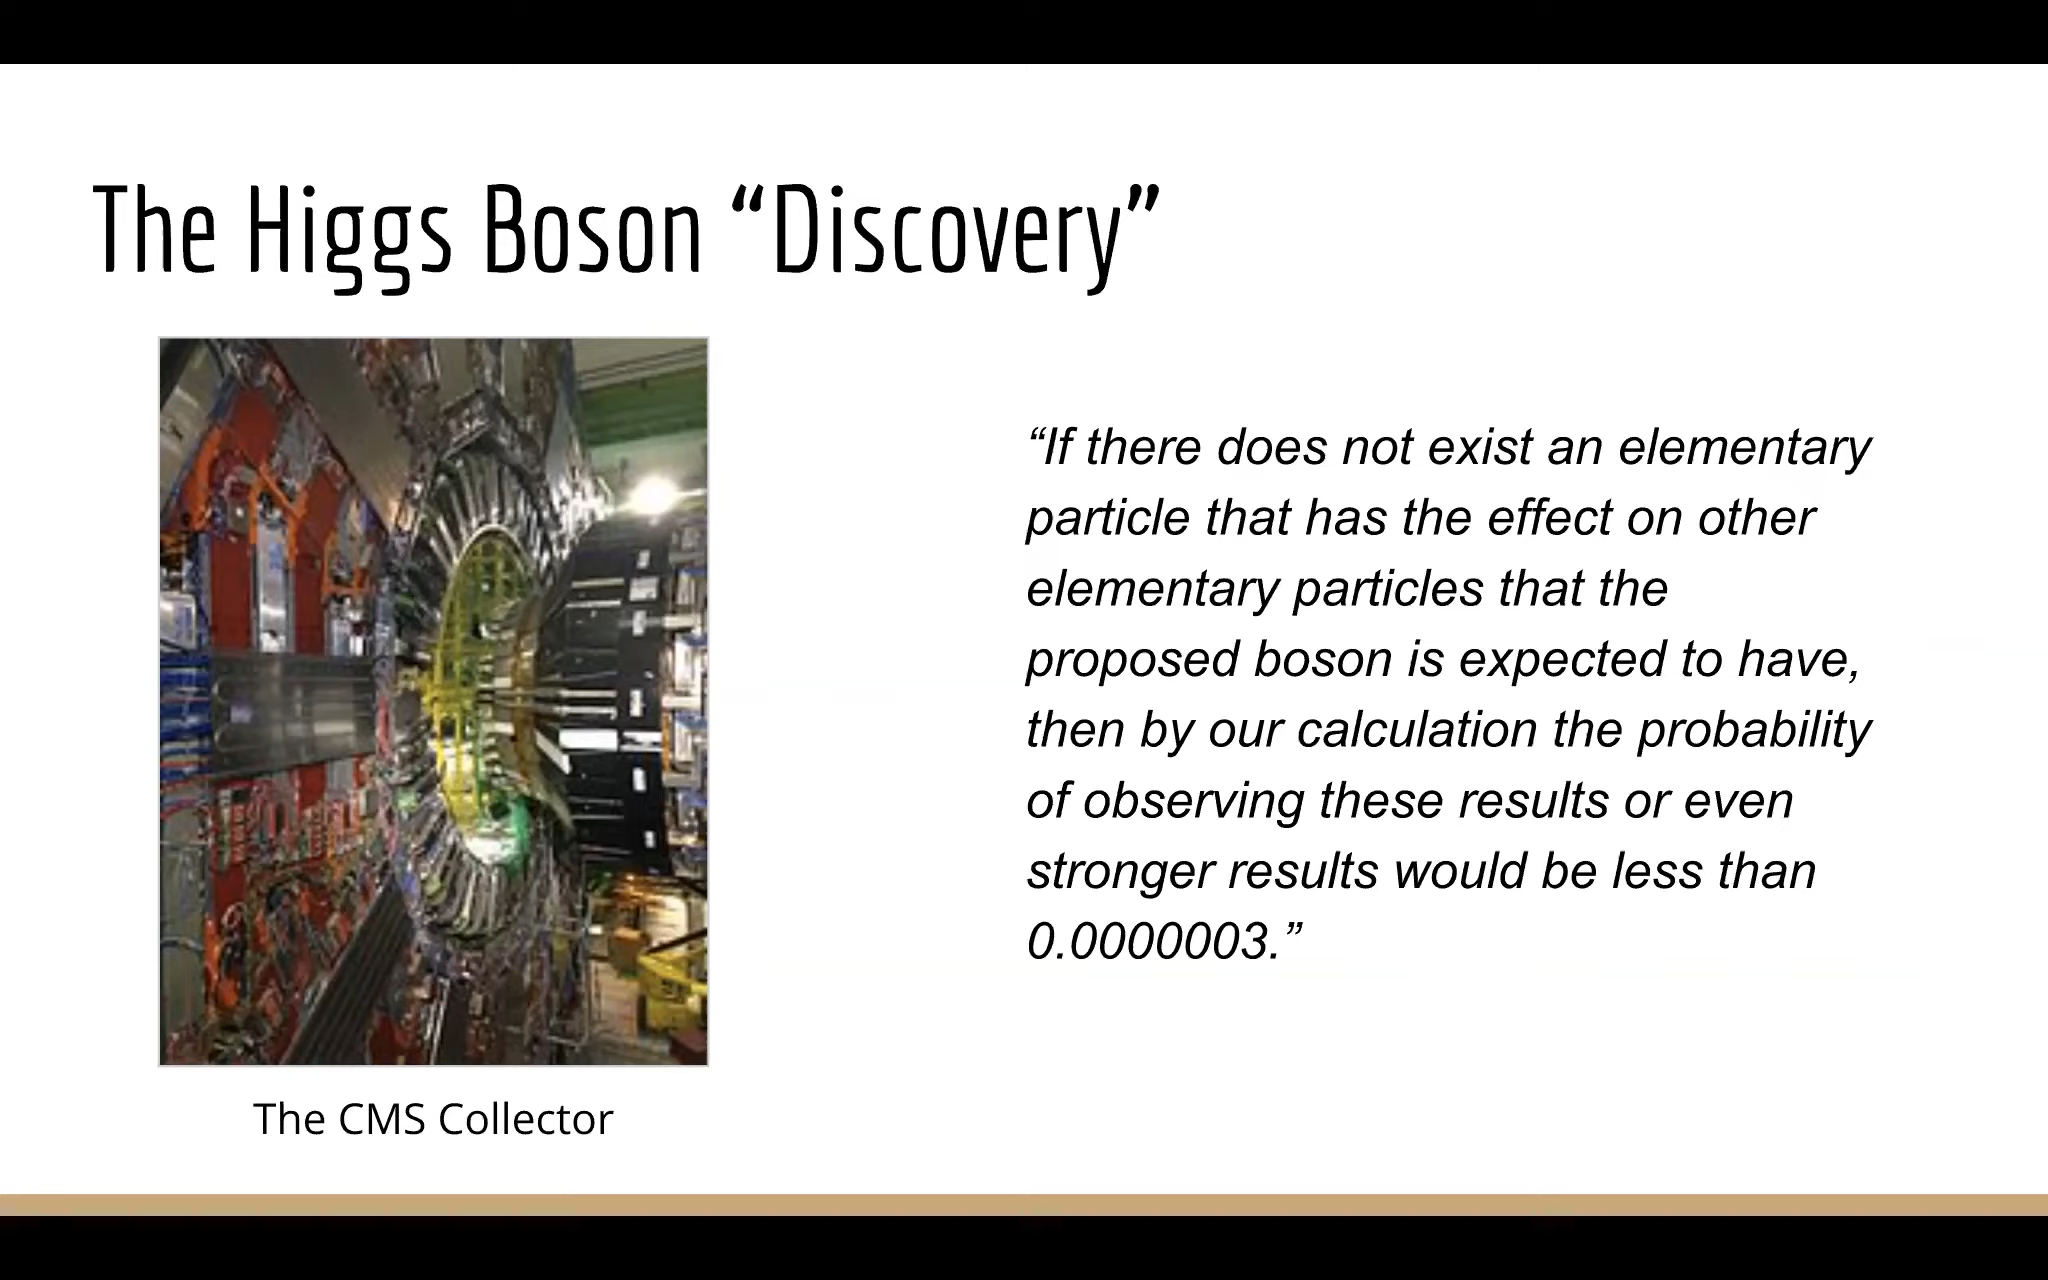 The Higgs Boson “Discovery”
“If there does not exist an elementary
particle that has the effect on other
elementary particles that the
proposed boson is expected to have,
then by our calculation the probability
of observing these results or even
stronger results would be less than
0.0000003.”
The CMS Collector